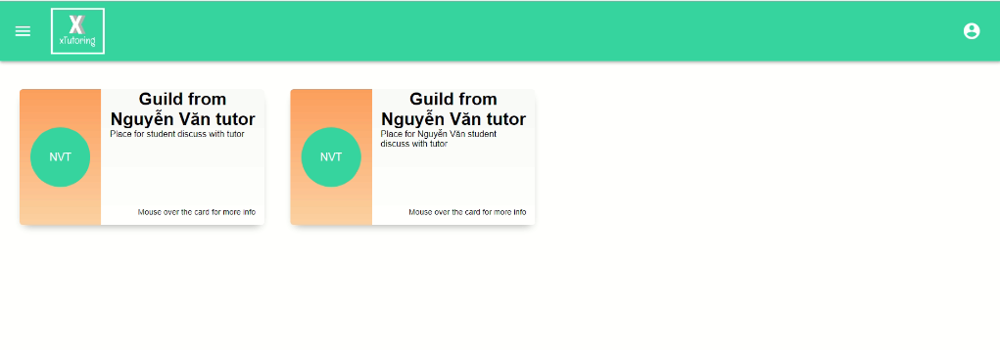 X
xTutoring
Guild from
Nguyễn Văn tutor
Place for student discuss with tutor
NVT
Mouse over the card for more info
Guild from
Nguyễn Văn tutor
Place for Nguyễn Văn student
discuss with tutor
NVT
Mouse over the card for more info